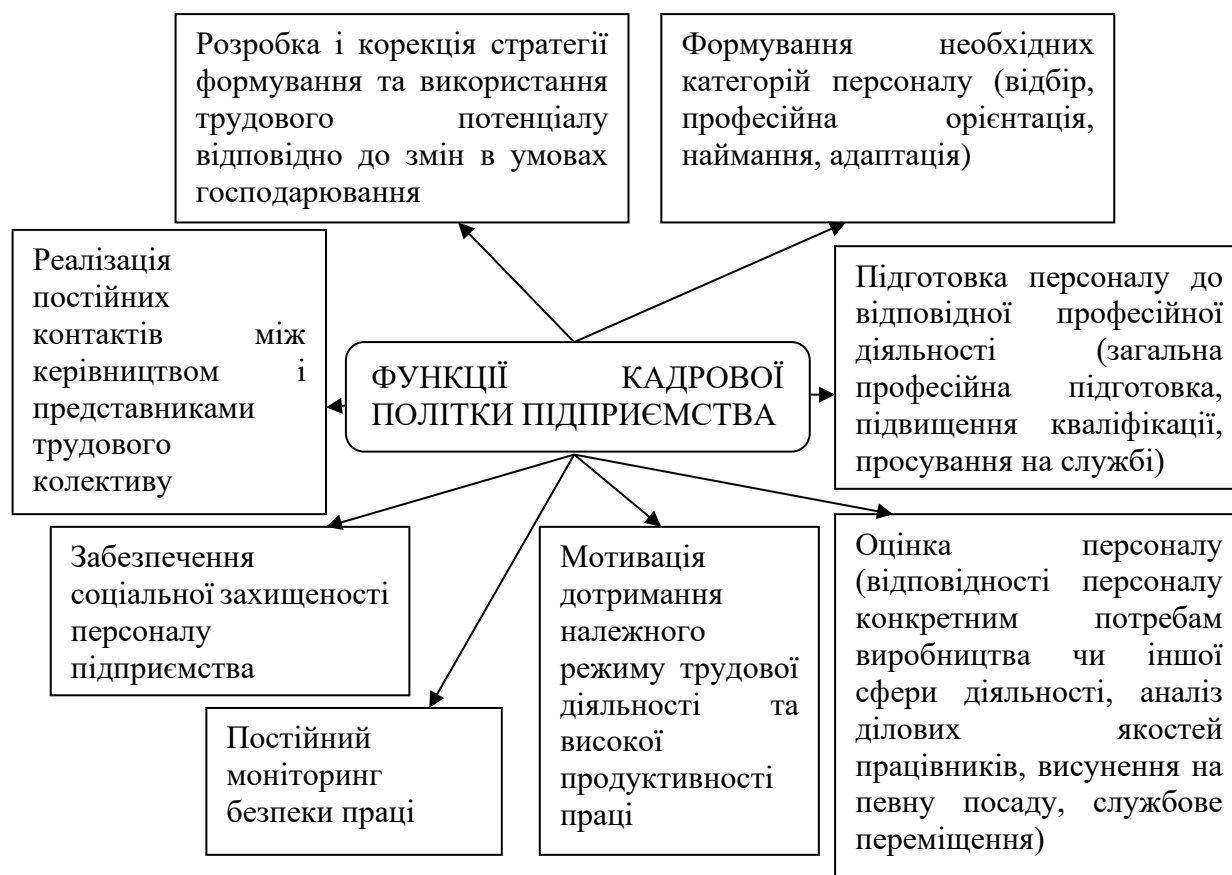 Розробка і корекція стратегії
формування та використання
трудового потенціалу
відповідно до змін в умовах
господарювання
Формування необхідних
категорій персоналу (відбір,
професійна орієнтація,
наймання, адаптація)
Реалізація
постійних
контактів між
керівництвом і
представниками
трудового
колективу
ФУНКЦІЇ КАДРОВОЇ
ПОЛІТКИ ПІДПРИЄМСТВА
Підготовка персоналу до
відповідної професійної
діяльності (загальна
професійна підготовка,
підвищення кваліфікації,
просування на службі)
Забезпечення
соціальної захищеності
персоналу
підприємства
Постійний
моніторинг
безпеки праці
Мотивація
дотримання
належного
режиму трудової
діяльності та
високої
продуктивності
праці
Оцінка персоналу
(відповідності персоналу
конкретним потребам
виробництва чи іншої
сфери діяльності, аналіз
ділових якостей
працівників, висунення на
певну посаду, службове
переміщення)